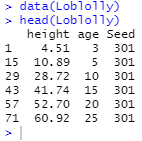 > data(Loblolly)
> head(Loblolly)
   height age Seed
1    4.51   3  301
15  10.89   5  301
29  28.72  10  301
43  41.74  15  301
57  52.70  20  301
71  60.92  25  301
>